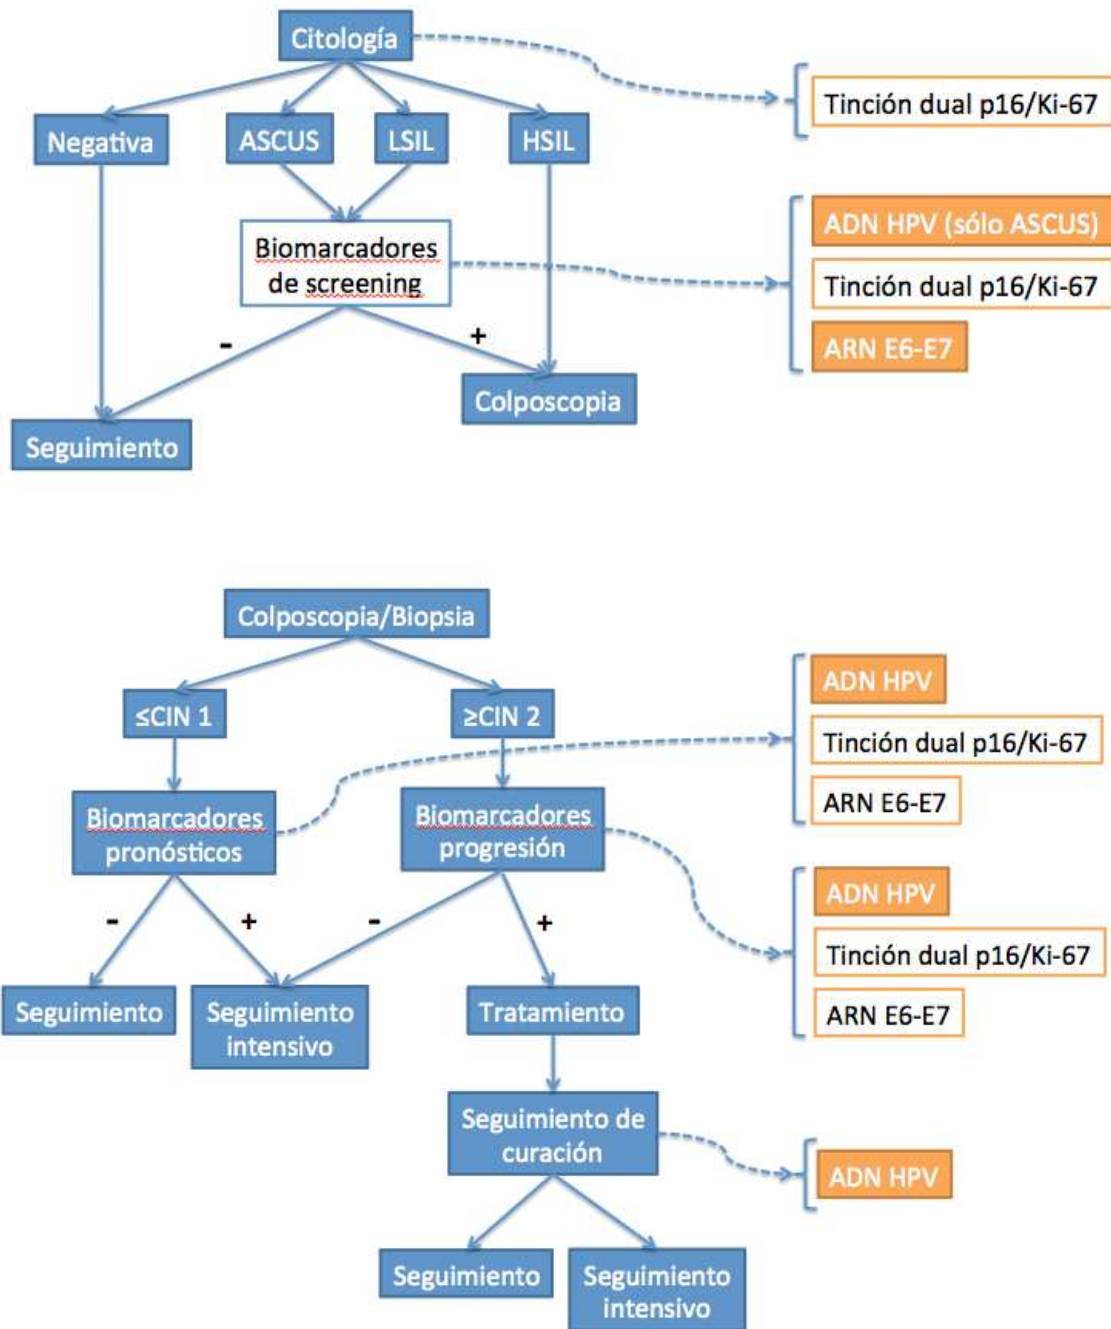 Citología
Tinción dual p16/Ki-67
Negativa
ASCUS
LSIL
HSIL
Biomarcadores
de screening
ADN HPV (sólo ASCUS)
Tinción dual p16/Ki-67
ARN E6-E7
-
+
Colposcopia
Seguimiento
Colposcopia/Biopsia
≤CIN 1
≥CIN 2
ADN HPV
Tinción dual p16/Ki-67
ARN E6-E7
Biomarcadores
pronósticos
Biomarcadores
progresión
-
+
-
+
ADN HPV
Tinción dual p16/Ki-67
ARN E6-E7
Seguimiento
Seguimiento
intensivo
Tratamiento
Seguimiento de
curación
ADN HPV
Seguimiento
Seguimiento
intensivo